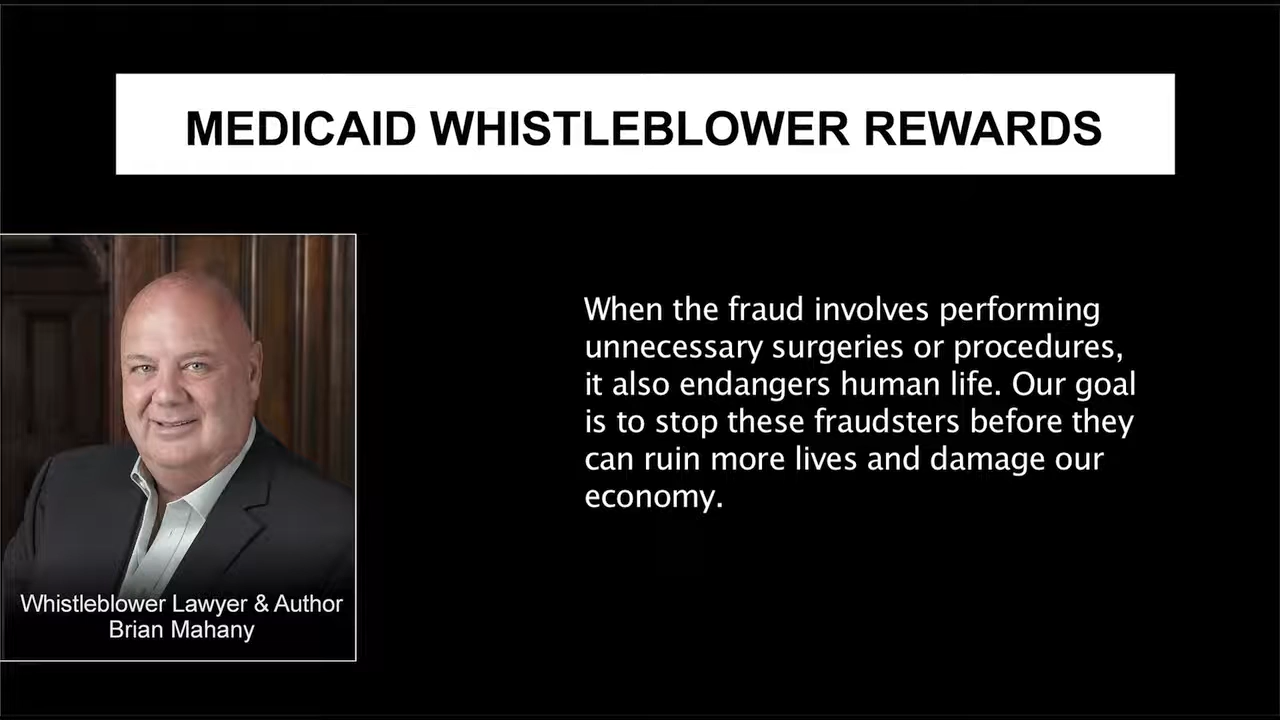 MEDICAID WHISTLEBLOWER REWARDS
When the fraud involves performing
unnecessary surgeries or procedures,
it also endangers human life. Our goal
is to stop these fraudsters before they
can ruin more lives and damage our
economy.
Whistleblower Lawyer & Author
Brian Mahany